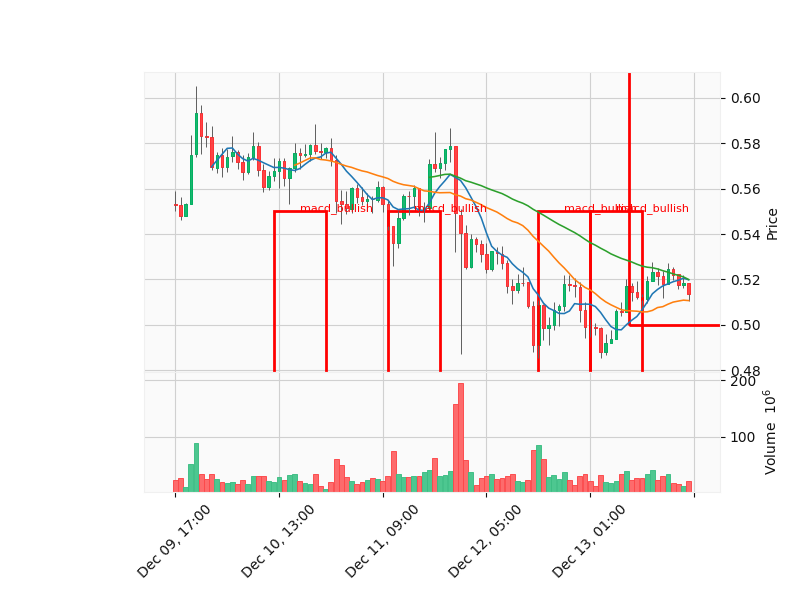 0.60
0.58
0.56
macd_bullish macd_bullish macd_bullish macd_bullish
0.54
0.52
0.50
0.48
Price
200
100
Volume 10^6
Dec 09, 17:00
Dec 10, 13:00
Dec 11, 09:00
Dec 12, 05:00
Dec 13, 01:00